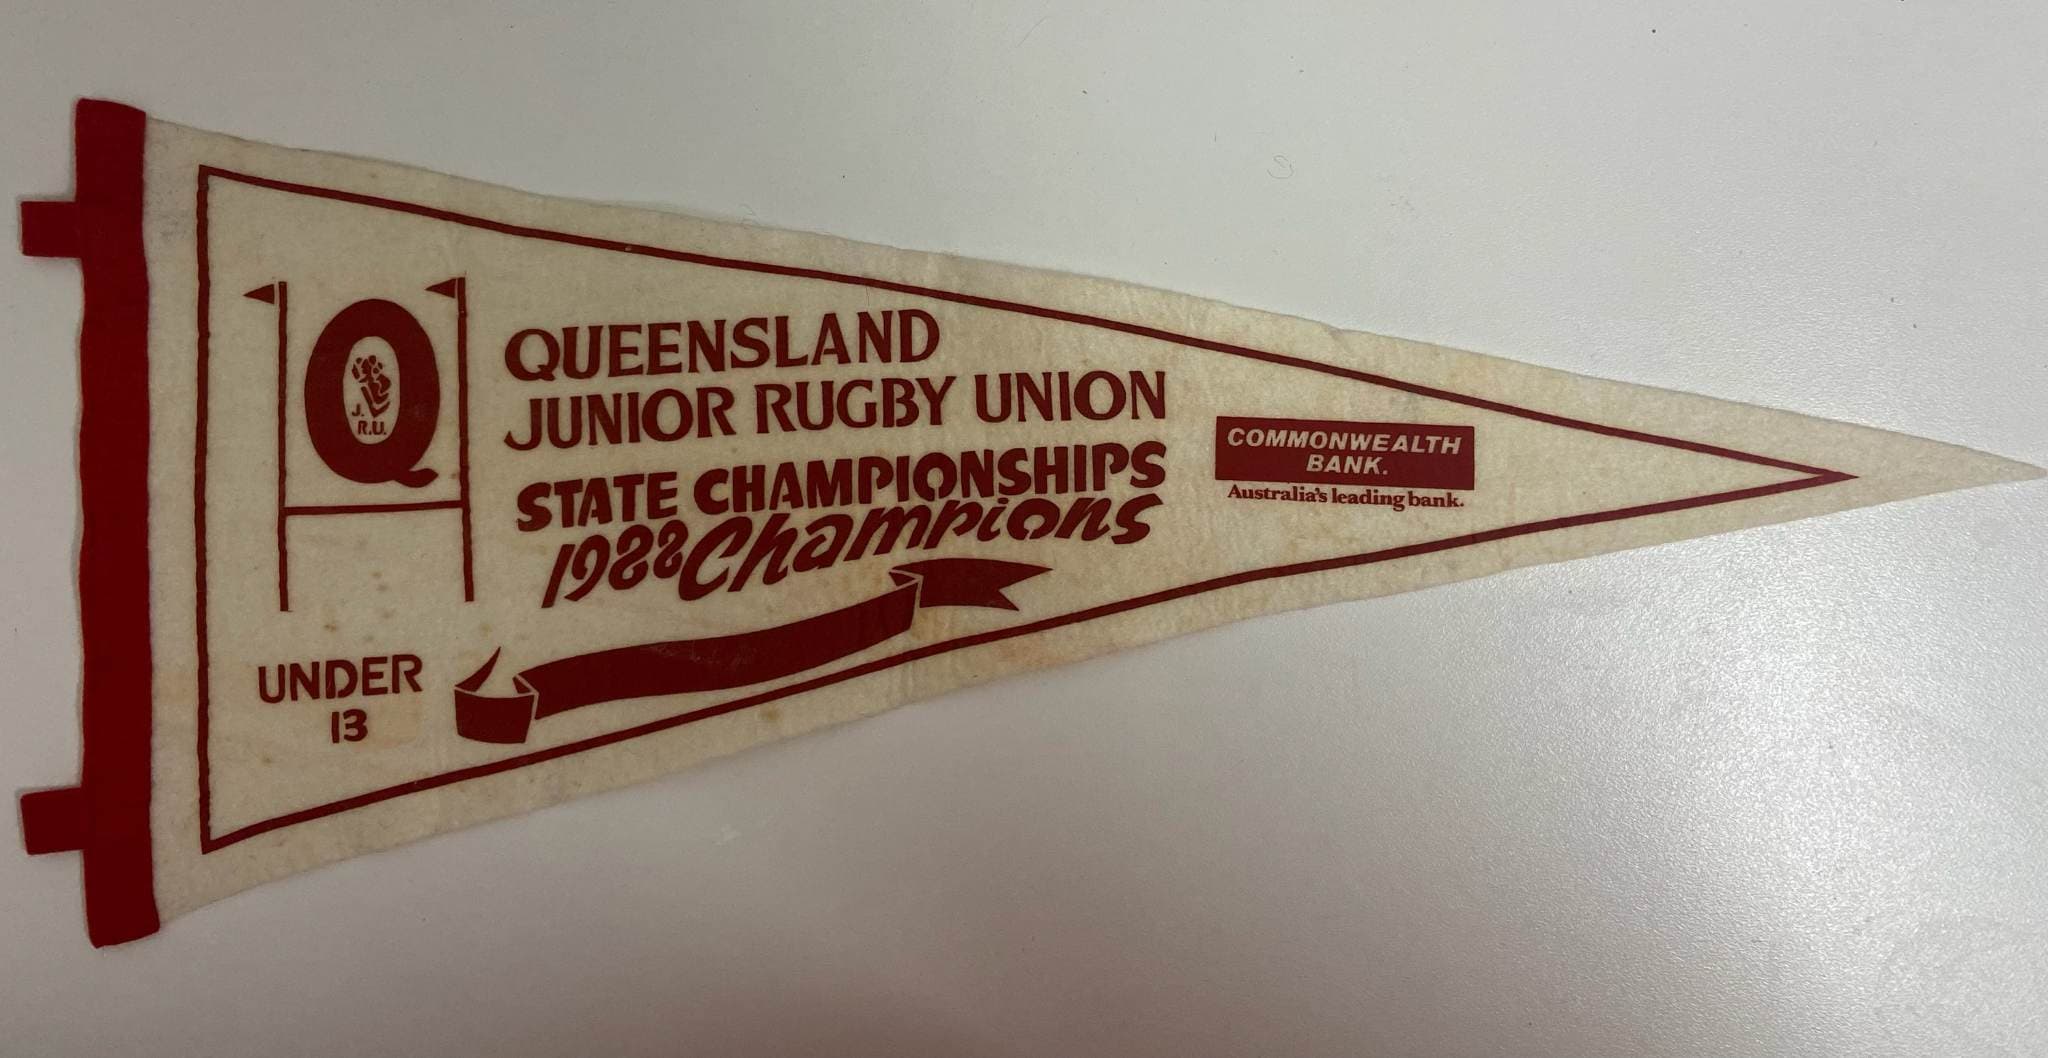 J.
R.U.
QUEENSLAND
JUNIOR RUGBY UNION
STATE CHAMPIONSHIPS
1988 Champions
COMMONWEALTH
BANK.
Australia's leading bank.
UNDER
13